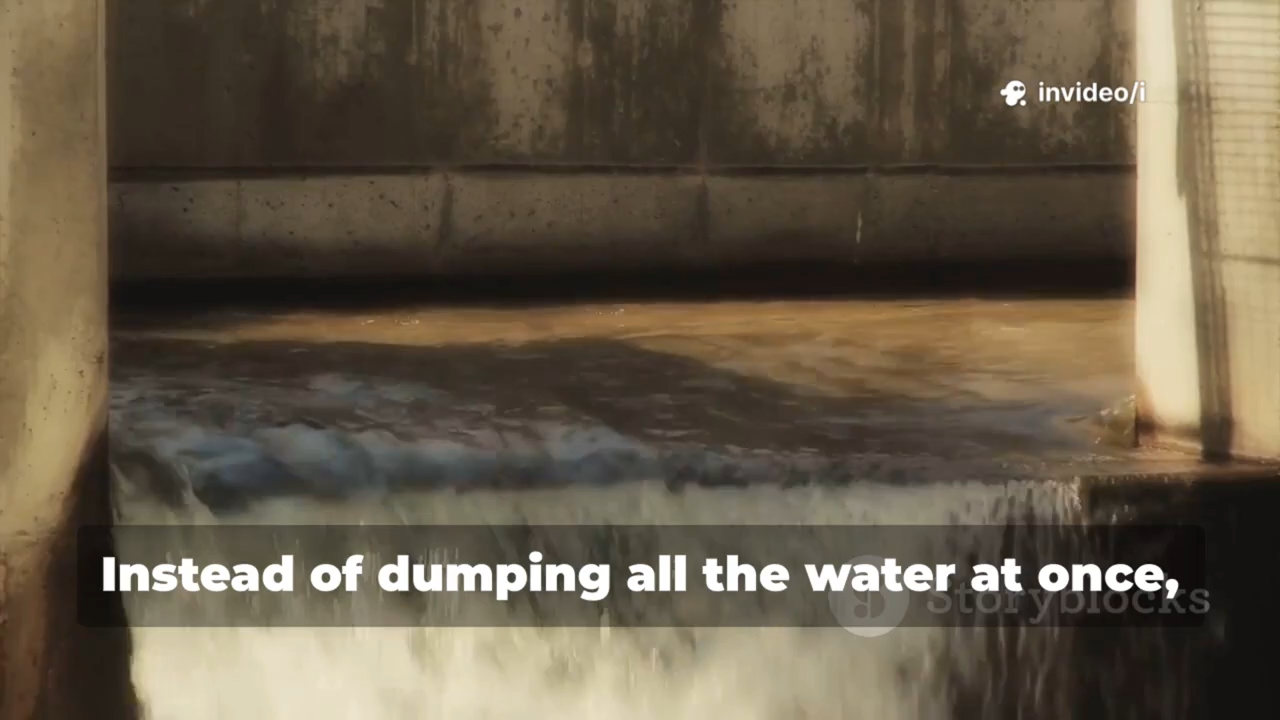 invideo/i
Instead of dumping all the water at once,
Storyblocks